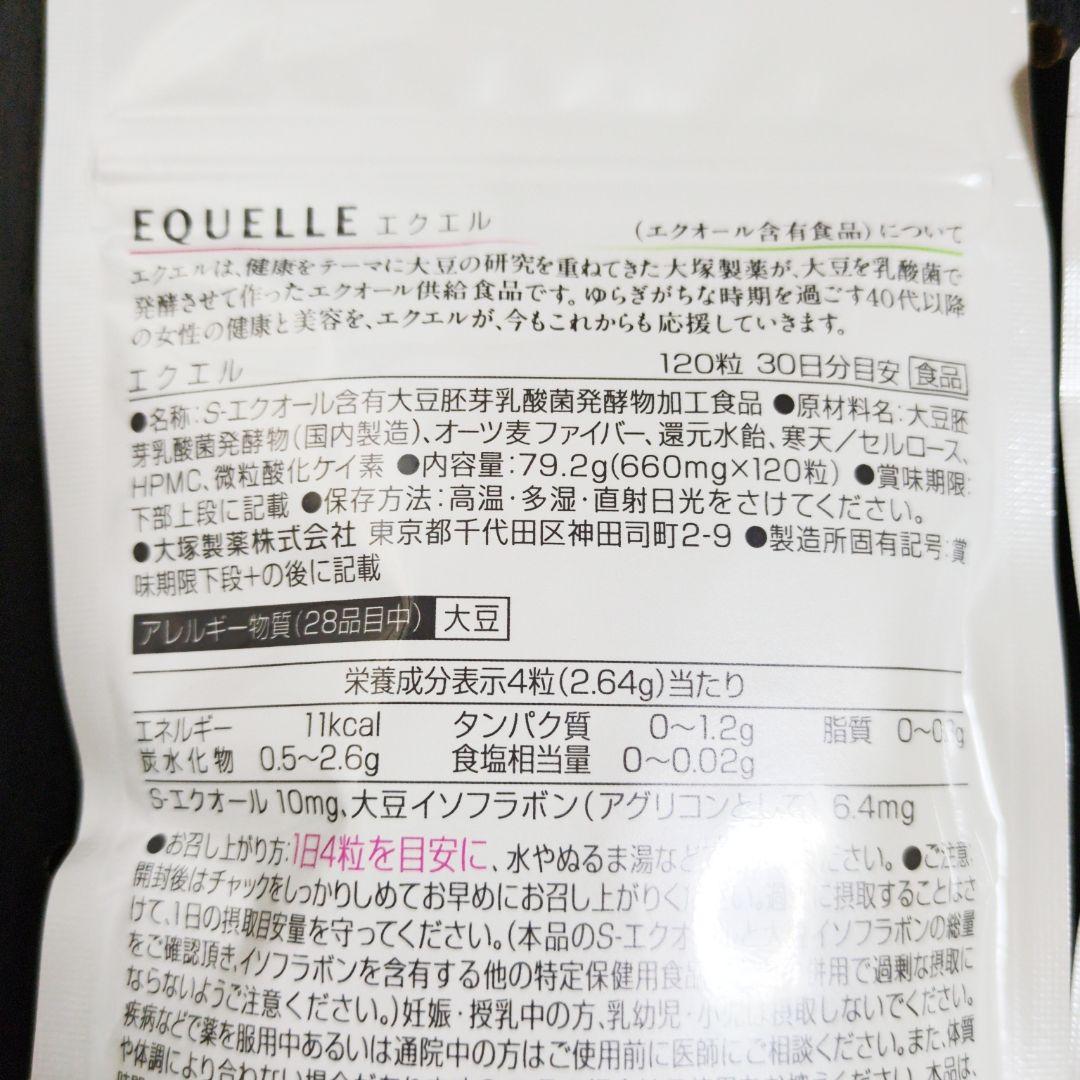 EQUELLE エクエル (エクオール含有食品)について
エクエルは、健康をテーマに大豆の研究を重ねてきた大塚製薬が、大豆を乳酸菌で
発酵させて作ったエクオール供給食品です。ゆらぎがちな時期を過ごす40代以降
の女性の健康と美容を、エクエルが、今もこれからも応援していきます。
エクエル 120粒 30日分目安 食品
●名称:S-エクオール含有大豆胚芽乳酸菌発酵物加工食品 ●原材料名:大豆胚
芽乳酸菌発酵物(国内製造)、オーツ麦ファイバー、還元水飴、寒天/セルロース、
HPMC、微粒酸化ケイ素 ●内容量:79.2g(660mg×120粒) ●賞味期限:
下部上段に記載 ●保存方法:高温・多湿・直射日光をさけてください。
●大塚製薬株式会社 東京都千代田区神田司町2-9 ●製造所固有記号:賞
味期限下段+の後に記載
アレルギー物質(28品目中) 大豆
栄養成分表示4粒(2.64g)当たり
エネルギー 11kcal タンパク質 0〜1.2g 脂質 0〜
炭水化物 0.5〜2.6g 食塩相当量 0〜0.02g
S-エクオール 10mg、大豆イソフラボン(アグリコンとして) 6.4mg
●お召し上がり方:1日4粒を目安に、水やぬるま湯など ださい。●ご注意:
開封後はチャックをしっかりしめてお早めにお召し上がりく に摂取することはさ
けて、1日の摂取目安量を守ってください。(本品のS-エクオ イソフラボンの総量
をご確認頂き、イソフラボンを含有する他の特定保健用食品 併用で過剰な摂取に
ならないようご注意ください。)妊娠・授乳中の方、乳幼児・小 摂取しないでください。
疾病などで薬を服用中あるいは通院中の方はご使用前に医師にご相談ください。また、体質
や体調により合わない場合が 本品は、